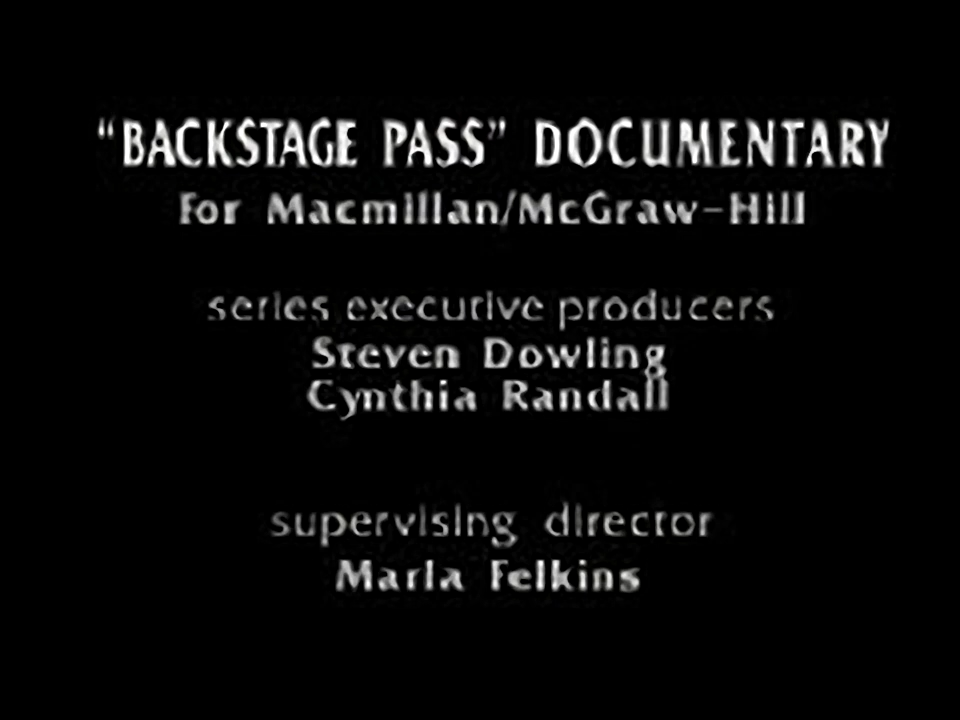 “BACKSTAGE PASS” DOCUMENTARY
For Macmillan/McGraw-Hill
series executive producers
Steven Dowling
Cynthia Randall
supervising director
Marla Felkins